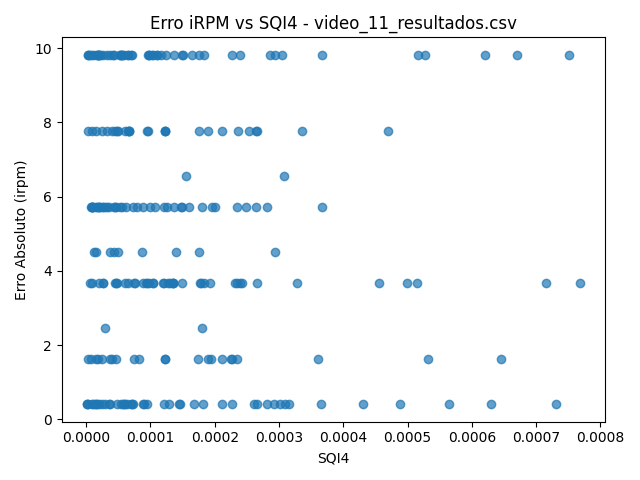 Erro iRPM vs SQI4 - video_11_resultados.csv
Erro Absoluto (irpm)
10
8
6
4
2
0
0.0000 0.0001 0.0002 0.0003 0.0004 0.0005 0.0006 0.0007 0.0008
SQI4